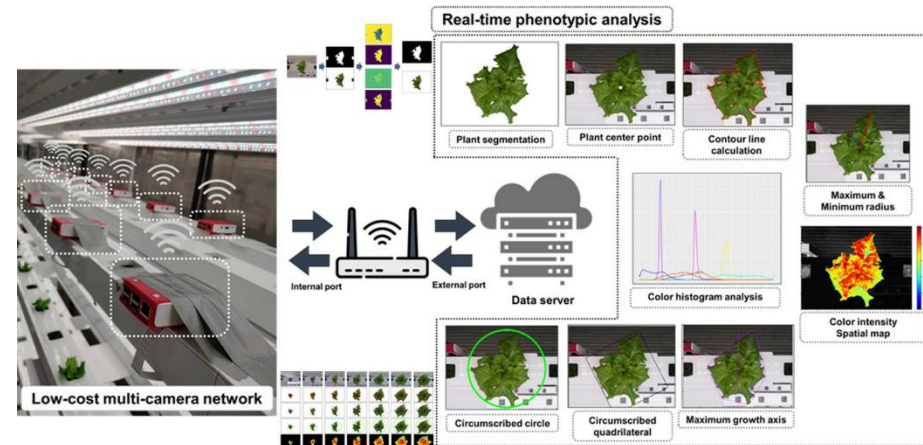 Real-time phenotypic analysis
Plant segmentation
Plant center point
Contour line
calculation
Maximum &
Minimum radius
Internal port
External port
Data server
Color histogram analysis
Color intensity
Spatial map
Low-cost multi-camera network
Circumscribed circle
Circumscribed
quadrilateral
Maximum growth axis